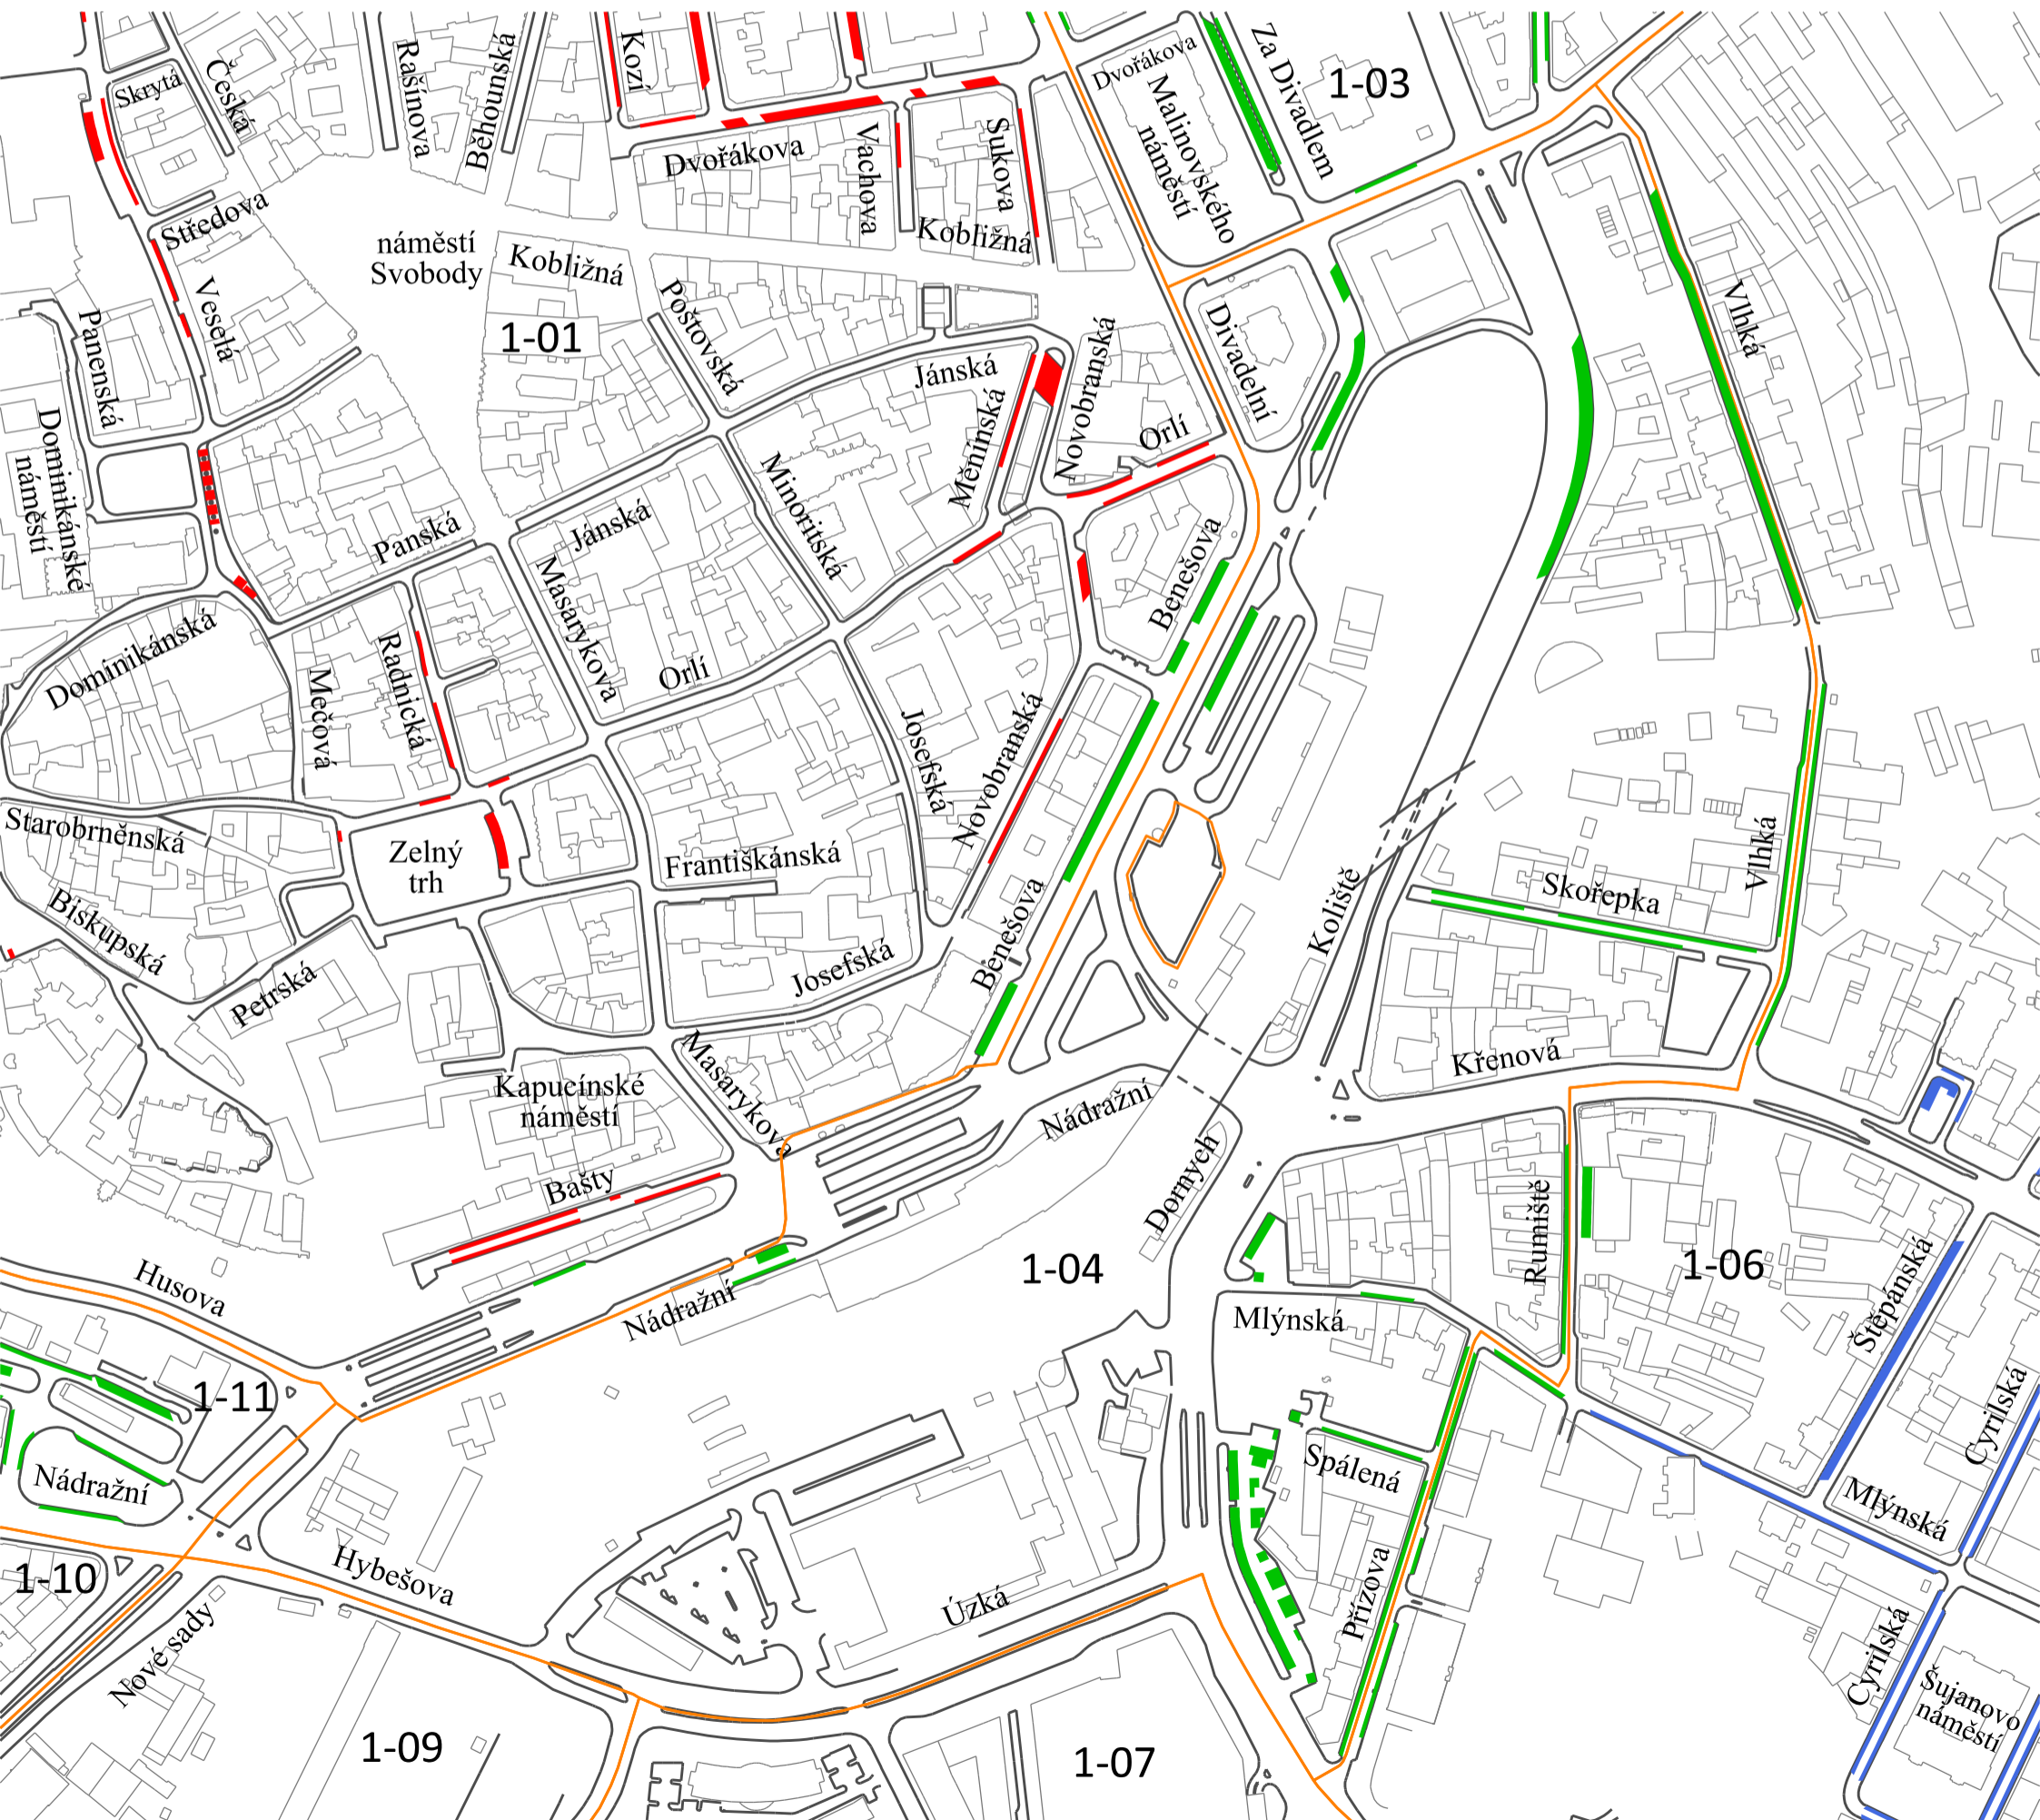 Skrytá
Česká
Rašínova
Běhounská
Kozí
Dvořákova
Vachova
Sukova
Kobližná
Dvořákova
Malinovského
náměstí
Za Divadlem
1-03
Středova
Veselá
náměstí
Svobody
Kobližná
1-01
Poštovská
Panenská
Dominikánské
náměstí
Jánská
Měnínská
Novobranská
Orlí
Divadelní
Vlhká
Panská
Jánská
Minoritská
Masarykova
Benešova
Dominikánská
Mečová
Radnická
Orlí
Josefská
Novobranská
Starobrněnská
Zelný
trh
Františkánská
Biskupská
Petrská
Josefská
Benešova
Koliště
Skořepka
Vlhká
Křenová
Kapucínské
náměstí
Masarykova
Nádražní
Bašty
Dornych
Rumiště
1-04
1-06
Štěpánská
Husova
Nádražní
Mlýnská
1-11
Nádražní
Spálená
Cyrilská
Mlýnská
1-10
Hybešova
Nové sady
Úzká
Přízova
Cyrilská
Šujanovo
náměstí
1-09
1-07